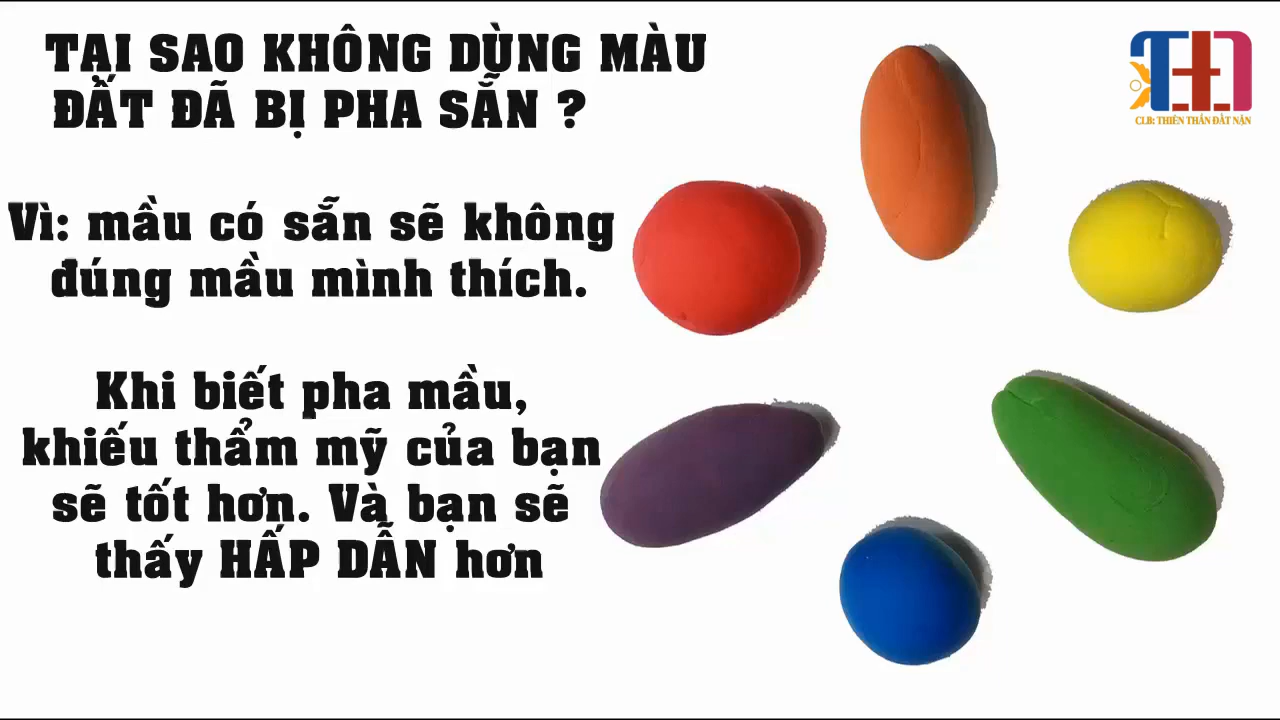 TẠI SAO KHÔNG DÙNG MÀU
ĐẤT ĐÃ BỊ PHA SẴN ?
Vì: mầu có sẵn sẽ không
đúng mầu mình thích.
Khi biết pha mầu,
khiếu thẩm mỹ của bạn
sẽ tốt hơn. Và bạn sẽ
thấy HẤP DẪN hơn
CLB: THIÊN THẦN ĐẤT NẶN